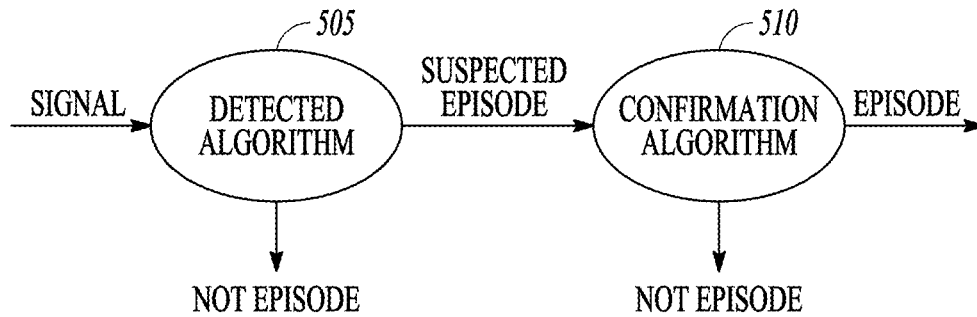 505
510
SIGNAL
DETECTED
ALGORITHM
SUSPECTED
EPISODE
CONFIRMATION
ALGORITHM
EPISODE
NOT EPISODE
NOT EPISODE